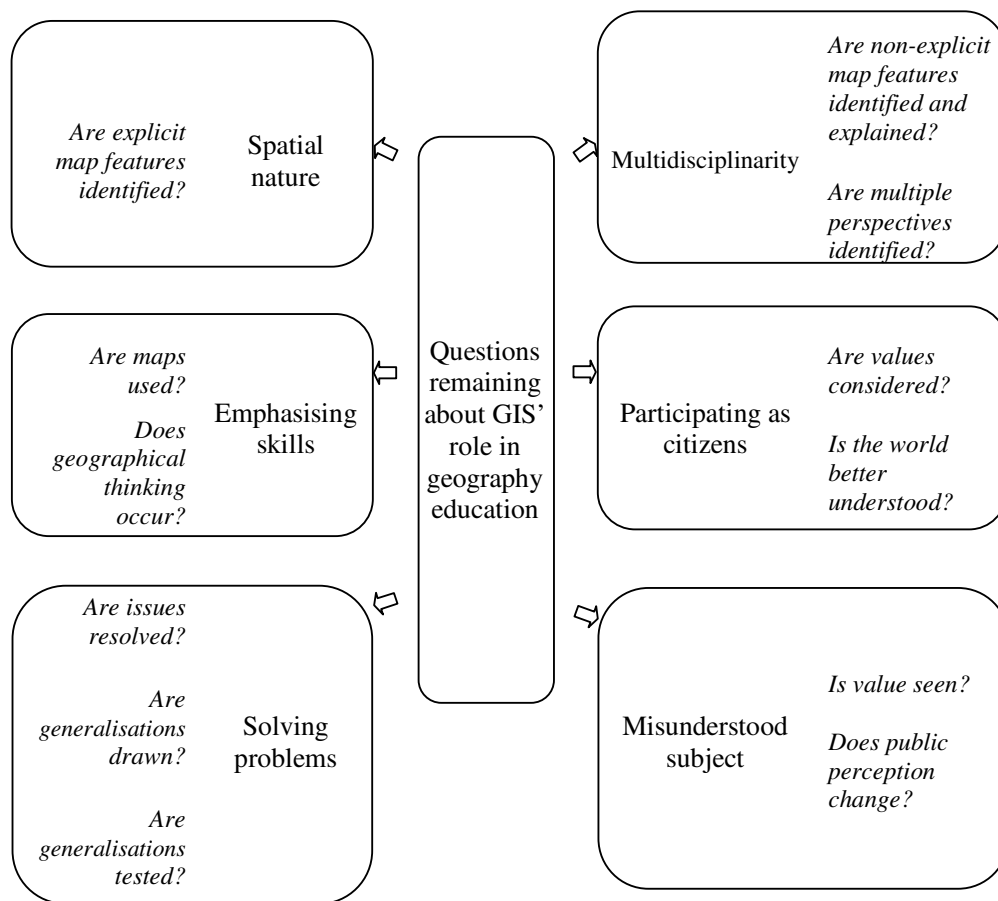 Are explicit
map features
identified?
Spatial
nature
Are non-explicit
map features
identified and
explained?
Multidisciplinarity
Are multiple
perspectives
identified?
Are maps
used?
Does
geographical
thinking
occur?
Emphasising
skills
Questions
remaining
about GIS’
role in
geography
education
Participating as
citizens
Are values
considered?
Is the world
better
understood?
Are issues
resolved?
Are
generalisations
drawn?
Are
generalisations
tested?
Solving
problems
Misunderstood
subject
Is value seen?
Does public
perception
change?